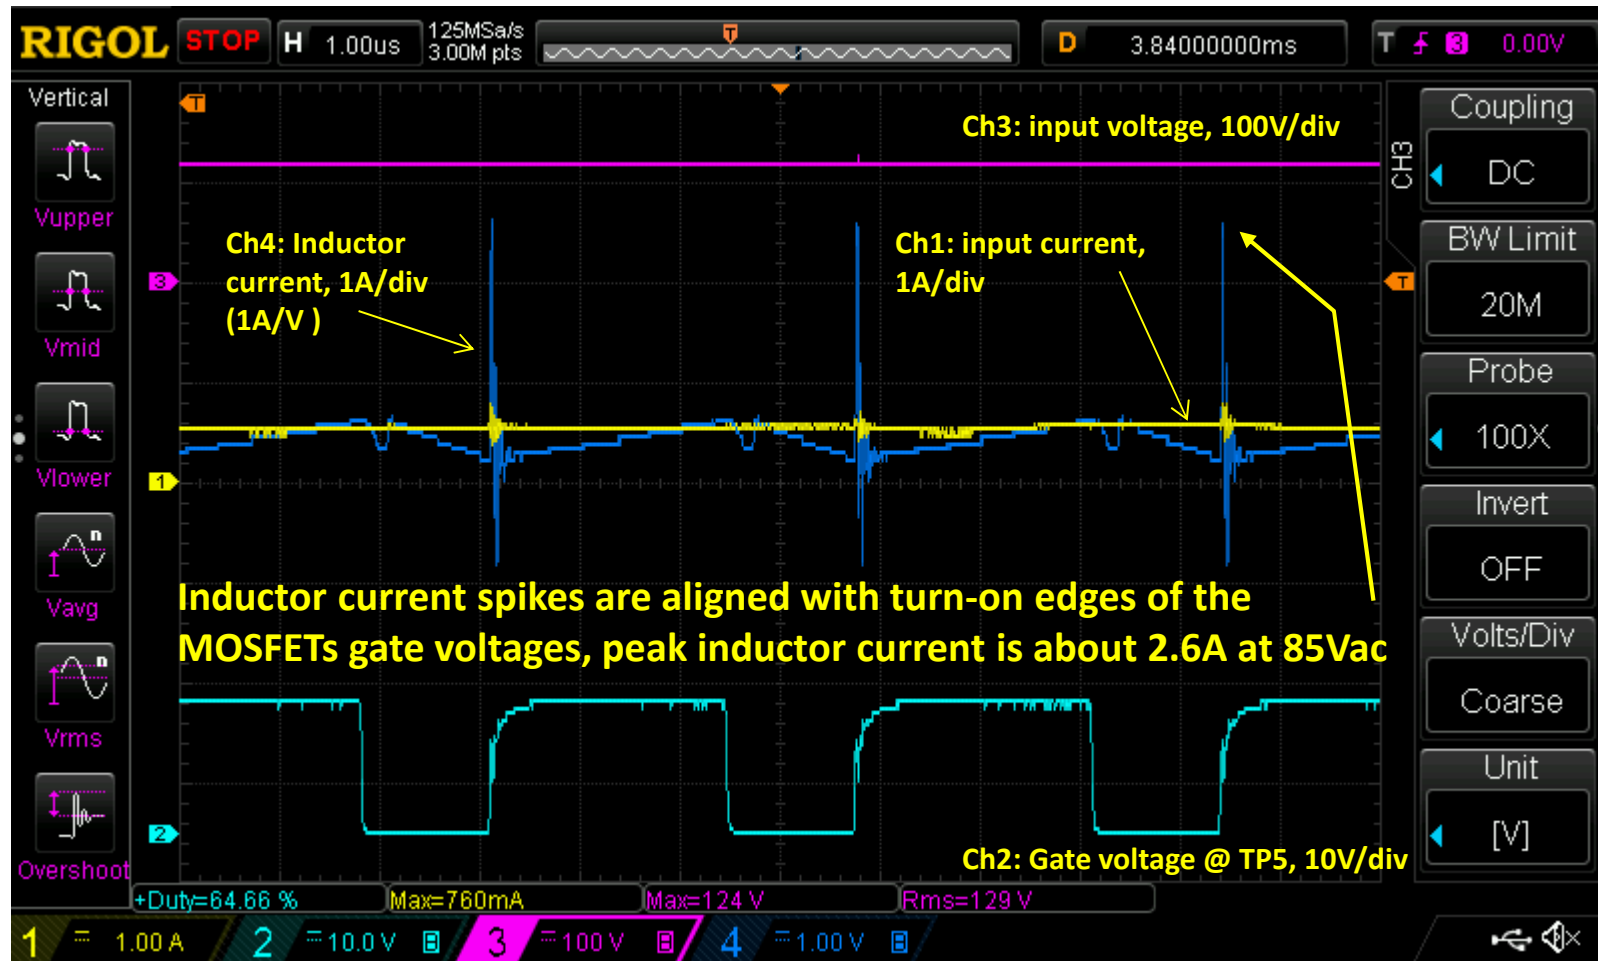 RIGOL STOP H 1.00us 125MSa/s D 3.84000000ms T 3 0.00V
3.00M pts
T
Vertical
Vupper
Vmid
Vlower
n
Vavg
n
Vrms
Overshoot
T
Ch3: input voltage, 100V/div
Ch4: Inductor
current, 1A/div
(1A/V )
Ch1: input current,
1A/div
3
T
1
Inductor current spikes are aligned with turn-on edges of the
MOSFETs gate voltages, peak inductor current is about 2.6A at 85Vac
2
Ch2: Gate voltage @ TP5, 10V/div
CH3
Coupling
DC
BW Limit
20M
Probe
100X
Invert
OFF
Volts/Div
Coarse
Unit
[V]
+Duty=64.66 % Max=760mA Max=124 V Rms=129 V
1 1.00 A 2 10.0 V B 3 100 V B 4 1.00 V B